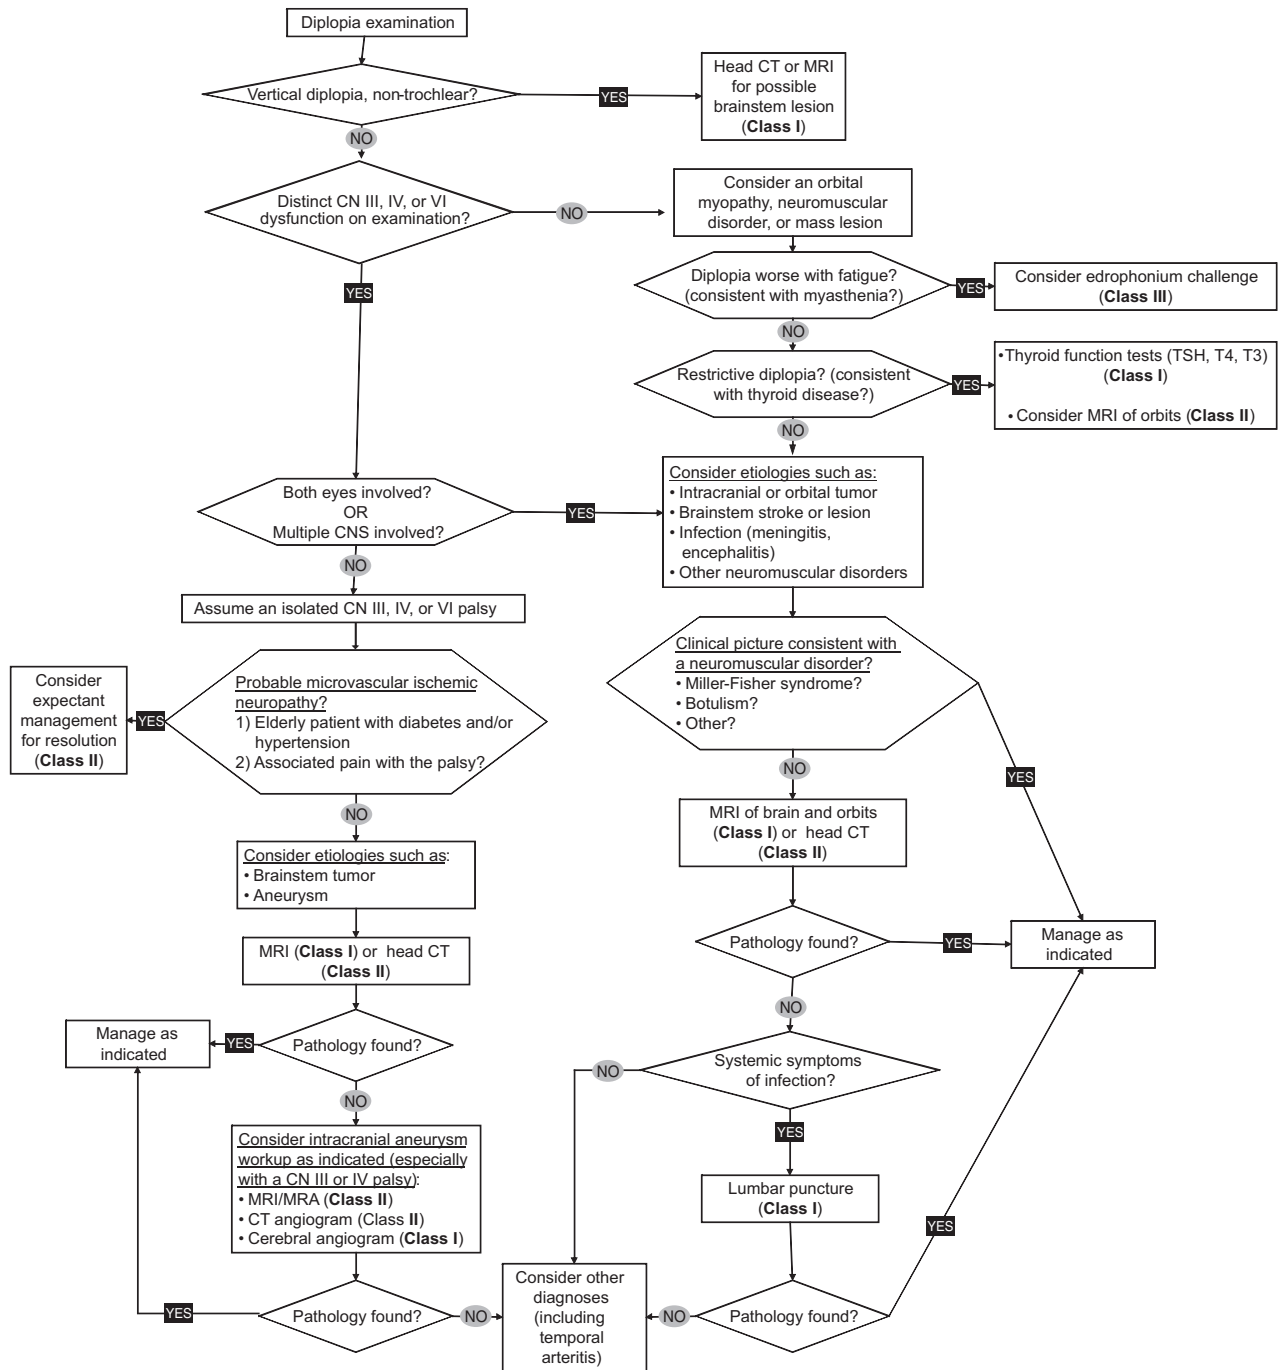 Diplopia examination
Vertical diplopia, non-trochlear?
YES
Head CT or MRI
for possible
brainstem lesion
(Class I)
NO
Distinct CN III, IV, or VI
dysfunction on examination?
NO
Consider an orbital
myopathy, neuromuscular
disorder, or mass lesion
YES
Diplopia worse with fatigue?
(consistent with myasthenia?)
YES
Consider edrophonium challenge
(Class III)
NO
Restrictive diplopia? (consistent
with thyroid disease?)
YES
• Thyroid function tests (TSH, T4, T3)
(Class I)
• Consider MRI of orbits (Class II)
NO
Both eyes involved?
OR
Multiple CNS involved?
YES
Consider etiologies such as:
• Intracranial or orbital tumor
• Brainstem stroke or lesion
• Infection (meningitis,
encephalitis)
• Other neuromuscular disorders
NO
Assume an isolated CN III, IV, or VI palsy
Probable microvascular ischemic
neuropathy?
1) Elderly patient with diabetes and/or
hypertension
2) Associated pain with the palsy?
YES
Consider
expectant
management
for resolution
(Class II)
Clinical picture consistent with
a neuromuscular disorder?
• Miller-Fisher syndrome?
• Botulism?
• Other?
YES
NO
NO
Consider etiologies such as:
• Brainstem tumor
• Aneurysm
MRI of brain and orbits
(Class I) or head CT
(Class II)
MRI (Class I) or head CT
(Class II)
Pathology found?
YES
Manage as
indicated
NO
Pathology found?
YES
Manage as
indicated
NO
Systemic symptoms
of infection?
NO
YES
Consider intracranial aneurysm
workup as indicated (especially
with a CN III or IV palsy):
• MRI/MRA (Class II)
• CT angiogram (Class II)
• Cerebral angiogram (Class I)
Lumbar puncture
(Class I)
YES
Pathology found?
YES
NO
Consider other
diagnoses
(including
temporal
arteritis)
NO
Pathology found?